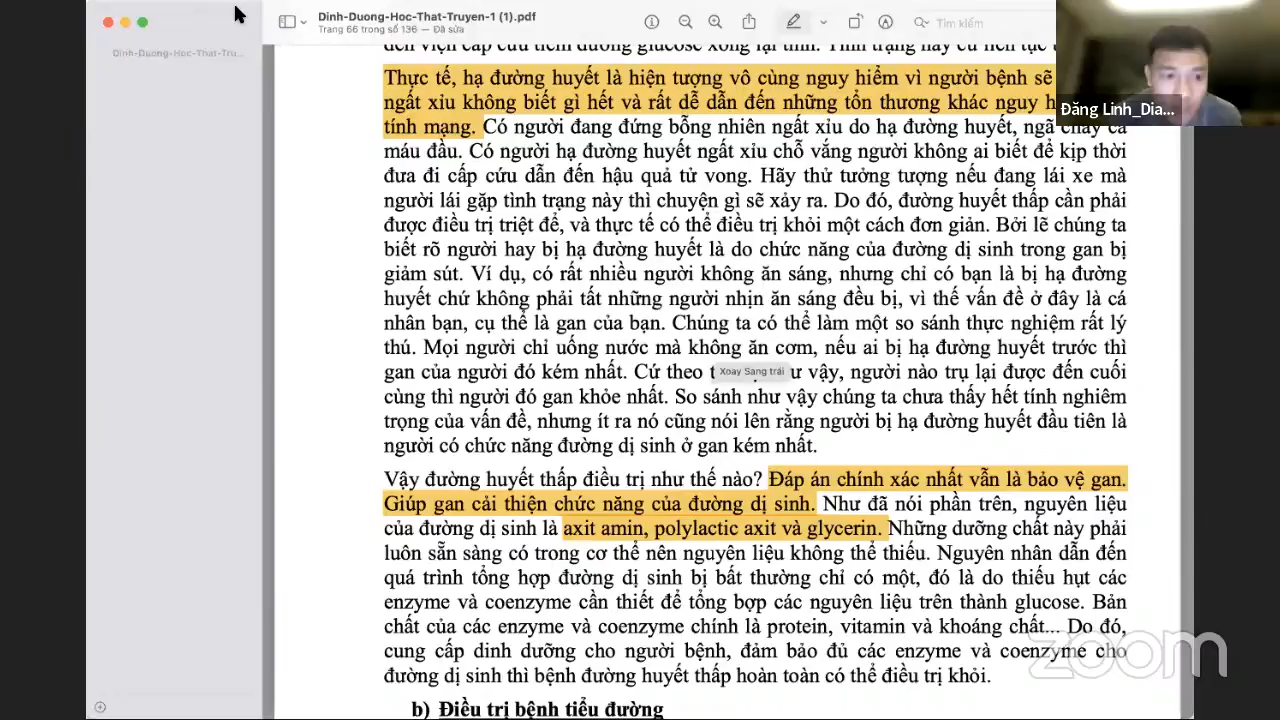 Dinh-Duong-Hoc-That-Truyen-1 (1).pdf
Trang 66 trong số 136 — Đã sửa
Tìm kiếm
Dinh-Duong-Hoc-That-Tru...
đến viện cấp cứu tiêm đường glucose xong lại tỉnh. Tình trạng này cứ liên tục
Thực tế, hạ đường huyết là hiện tượng vô cùng nguy hiểm vì người bệnh sẽ
ngất xỉu không biết gì hết và rất dễ dẫn đến những tổn thương khác nguy
Đăng Linh_Dia...
tính mạng. Có người đang đứng bỗng nhiên ngất xỉu do hạ đường huyết, ngã chảy cả
máu đầu. Có người hạ đường huyết ngất xỉu chỗ vắng người không ai biết để kịp thời
đưa đi cấp cứu dẫn đến hậu quả tử vong. Hãy thử tưởng tượng nếu đang lái xe mà
người lái gặp tình trạng này thì chuyện gì sẽ xảy ra. Do đó, đường huyết thấp cần phải
được điều trị triệt để, và thực tế có thể điều trị khỏi một cách đơn giản. Bởi lẽ chúng ta
biết rõ người hay bị hạ đường huyết là do chức năng của đường dị sinh trong gan bị
giảm sút. Ví dụ, có rất nhiều người không ăn sáng, nhưng chỉ có bạn là bị hạ đường
huyết chứ không phải tất những người nhịn ăn sáng đều bị, vì thế vấn đề ở đây là cá
nhân bạn, cụ thể là gan của bạn. Chúng ta có thể làm một so sánh thực nghiệm rất lý
thú. Mọi người chỉ uống nước mà không ăn cơm, nếu ai bị hạ đường huyết trước thì
gan của người đó kém nhất. Cứ theo Xoay Sang trái vậy, người nào trụ lại được đến cuối
cùng thì người đó gan khỏe nhất. So sánh như vậy chúng ta chưa thấy hết tính nghiêm
trọng của vấn đề, nhưng ít ra nó cũng nói lên rằng người bị hạ đường huyết đầu tiên là
người có chức năng đường dị sinh ở gan kém nhất.
Vậy đường huyết thấp điều trị như thế nào? Đáp án chính xác nhất vẫn là bảo vệ gan.
Giúp gan cải thiện chức năng của đường dị sinh. Như đã nói phần trên, nguyên liệu
của đường dị sinh là axit amin, polylactic axit và glycerin. Những dưỡng chất này phải
luôn sẵn sàng có trong cơ thể nên nguyên liệu không thể thiếu. Nguyên nhân dẫn đến
quá trình tổng hợp đường dị sinh bị bất thường chỉ có một, đó là do thiếu hụt các
enzyme và coenzyme cần thiết để tổng bợp các nguyên liệu trên thành glucose. Bản
chất của các enzyme và coenzyme chính là protein, vitamin và khoáng chất... Do đó,
cung cấp dinh dưỡng cho người bệnh, đảm bảo đủ các enzyme và coenzyme cho
đường dị sinh thì bệnh đường huyết thấp hoàn toàn có thể điều trị khỏi.
zoom
b) Điều trị bệnh tiểu đường